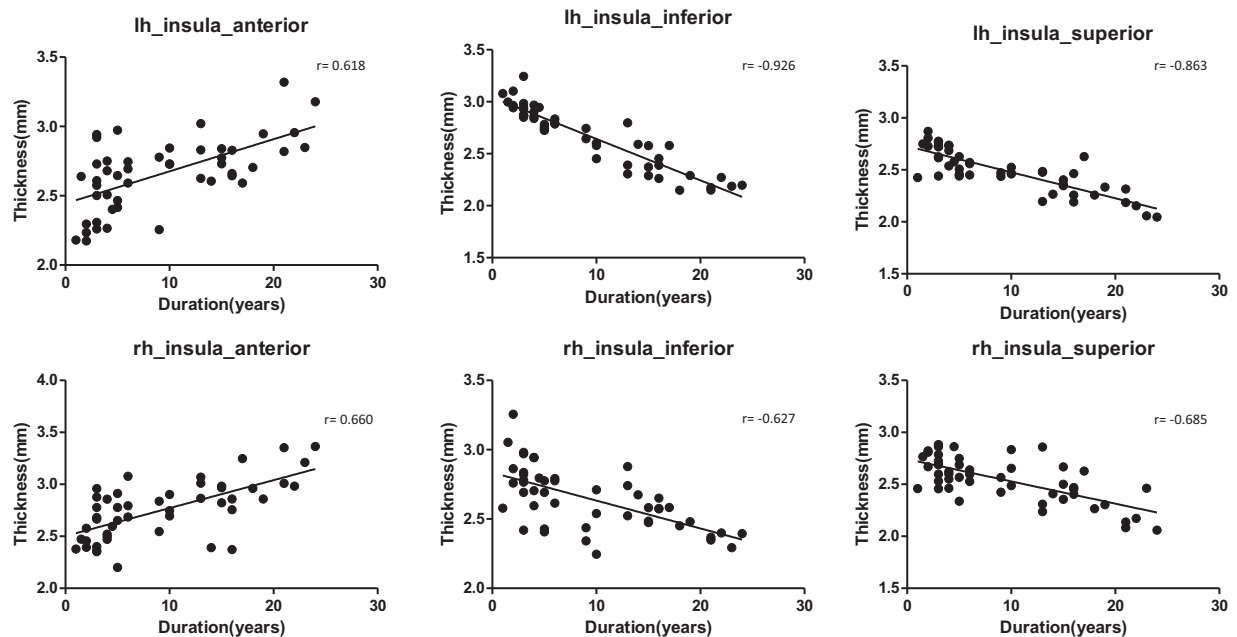 lh_insula_anterior
r= 0.618
Thickness(mm)
3.5
3.0
2.5
2.0
0
10
20
30
Duration(years)
lh_insula_inferior
r= -0.926
Thickness(mm)
3.5
3.0
2.5
2.0
1.5
0
10
20
30
Duration(years)
lh_insula_superior
r= -0.863
Thickness(mm)
3.5
3.0
2.5
2.0
1.5
0
10
20
30
Duration(years)
rh_insula_anterior
r= 0.660
Thickness(mm)
4.0
3.5
3.0
2.5
2.0
0
10
20
30
Duration(years)
rh_insula_inferior
r= -0.627
Thickness(mm)
3.5
3.0
2.5
2.0
0
10
20
30
Duration(years)
rh_insula_superior
r= -0.685
Thickness(mm)
3.5
3.0
2.5
2.0
1.5
0
10
20
30
Duration(years)